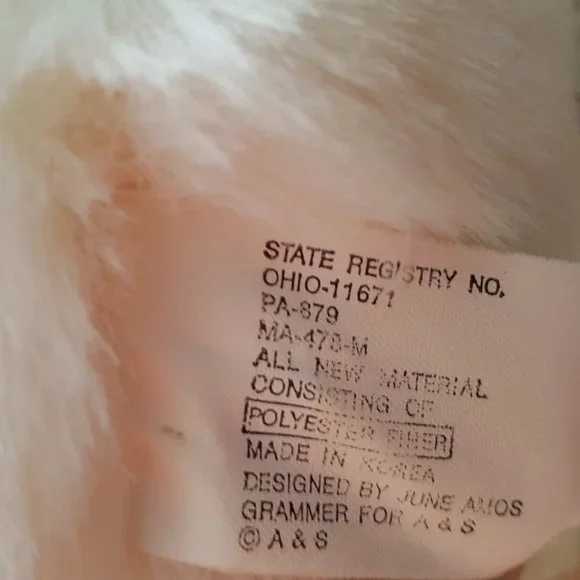 STATE REGISTRY NO.
OHIO-11671
PA-879
MA-478-M
ALL NEW MATERIAL
CONSISTING OF
POLYESTER FIBER
MADE IN KOREA
DESIGNED BY JUNE AMOS
GRAMMER FOR A & S
© A & S